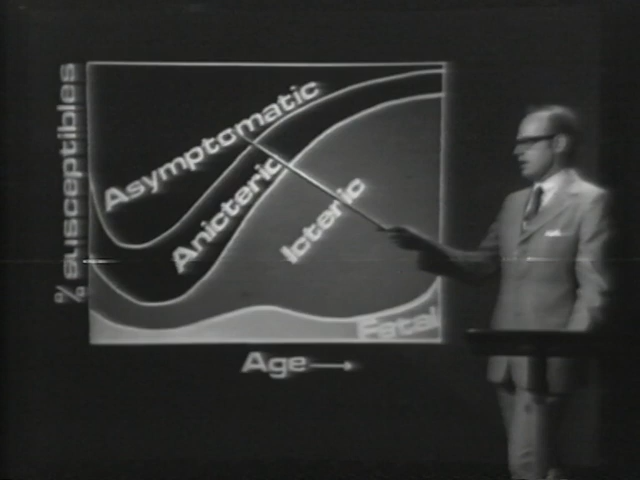 % susceptibles
Asymptomatic
Anicteric
Icteric
Fatal
Age